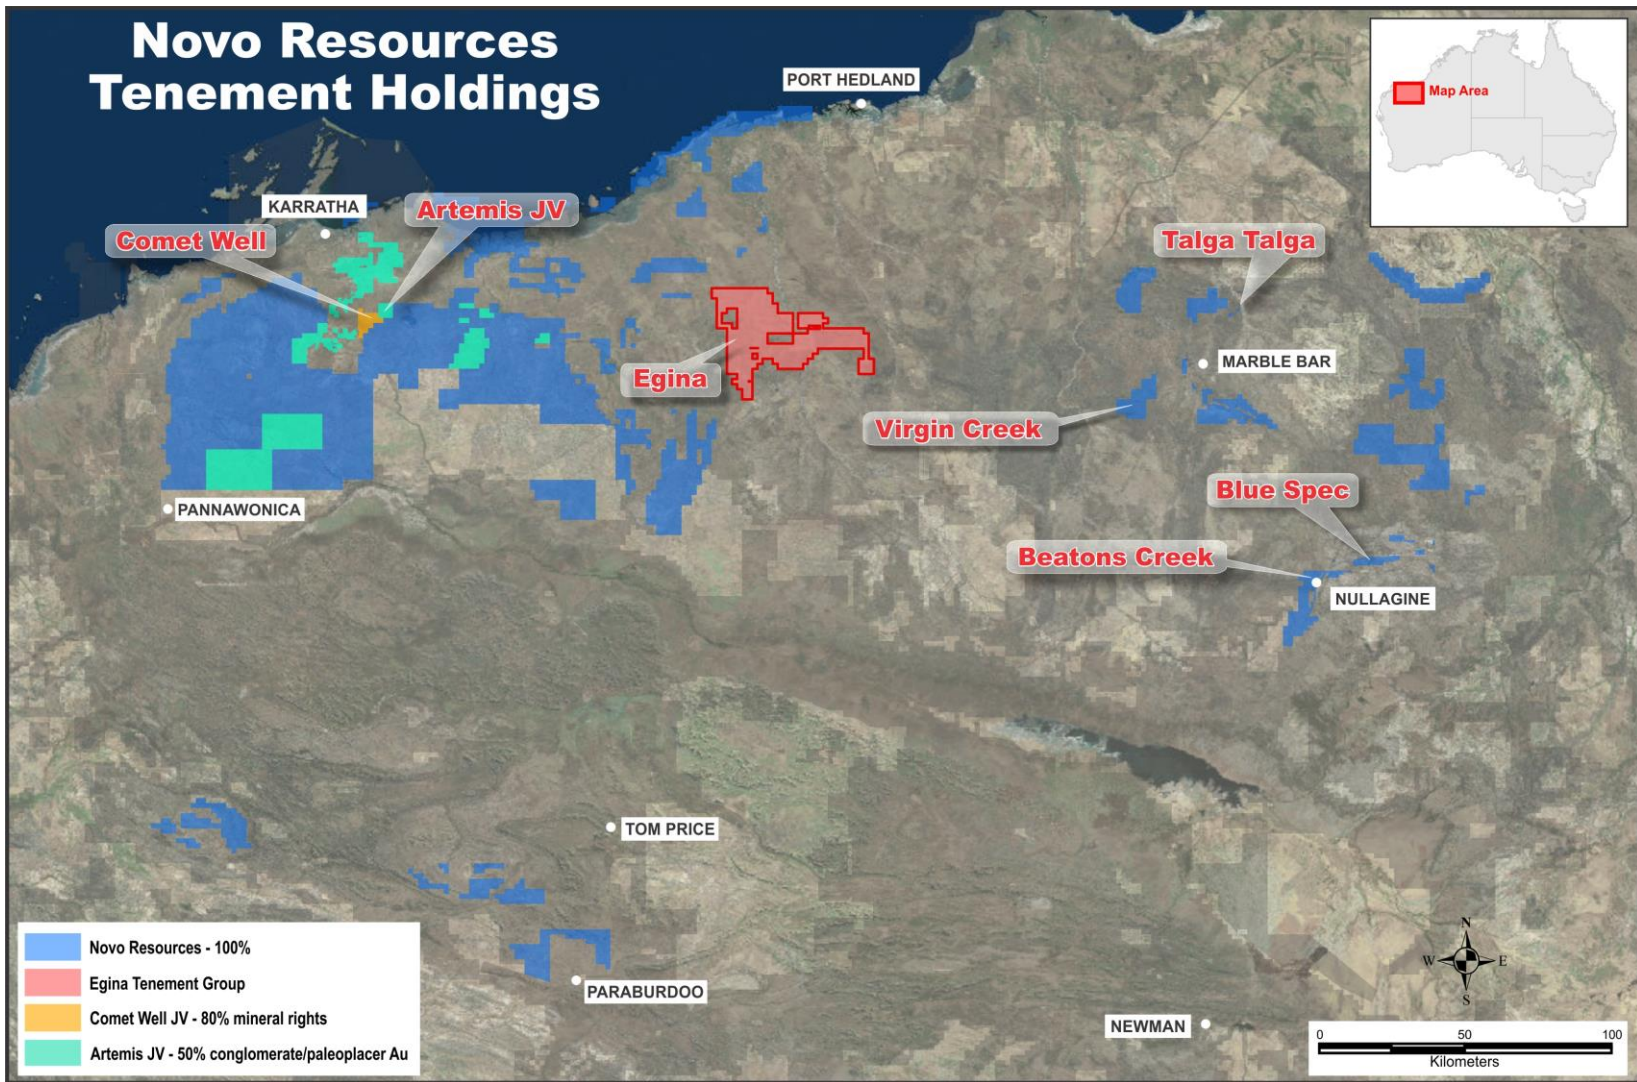 Novo Resources
Tenement Holdings
PORT HEDLAND
Map Area
KARRATHA
Artemis JV
Comet Well
Talga Talga
Egina
MARBLE BAR
Virgin Creek
Blue Spec
PANNAWONICA
Beatons Creek
NULLAGINE
TOM PRICE
PARABURDOO
NEWMAN
Novo Resources - 100%
Egina Tenement Group
Comet Well JV - 80% mineral rights
Artemis JV - 50% conglomerate/paleoplacer Au
N
W E
S
0 50 100
Kilometers